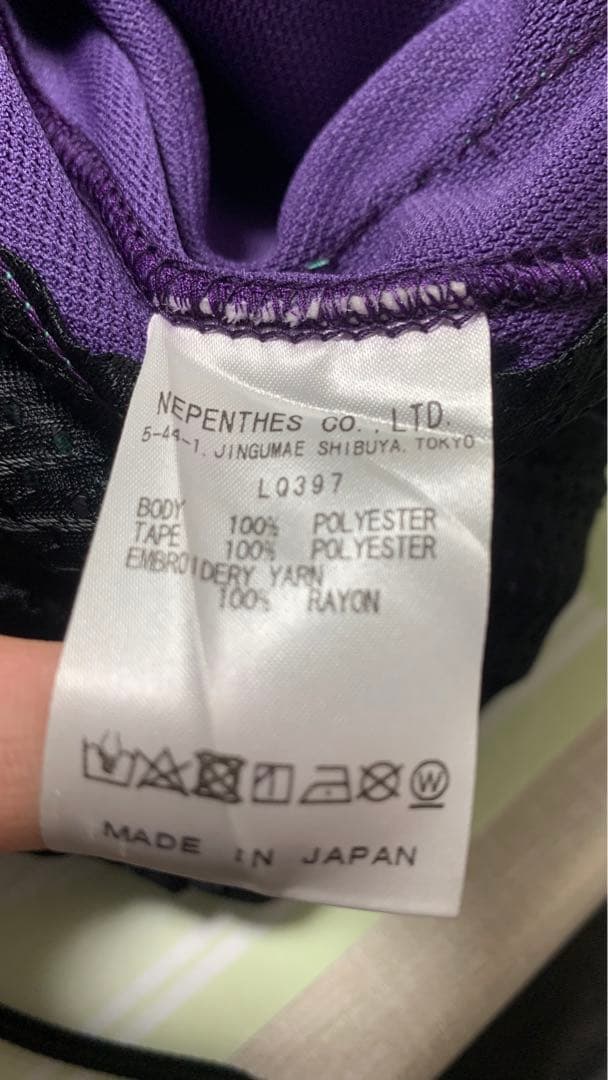 NEPENTHES CO., LTD.
5-44-1, JINGUMAE SHIBUYA, TOKYO
LQ397
BODY 100% POLYESTER
TAPE 100% POLYESTER
EMBROIDERY YARN
100% RAYON
W
MADE IN JAPAN